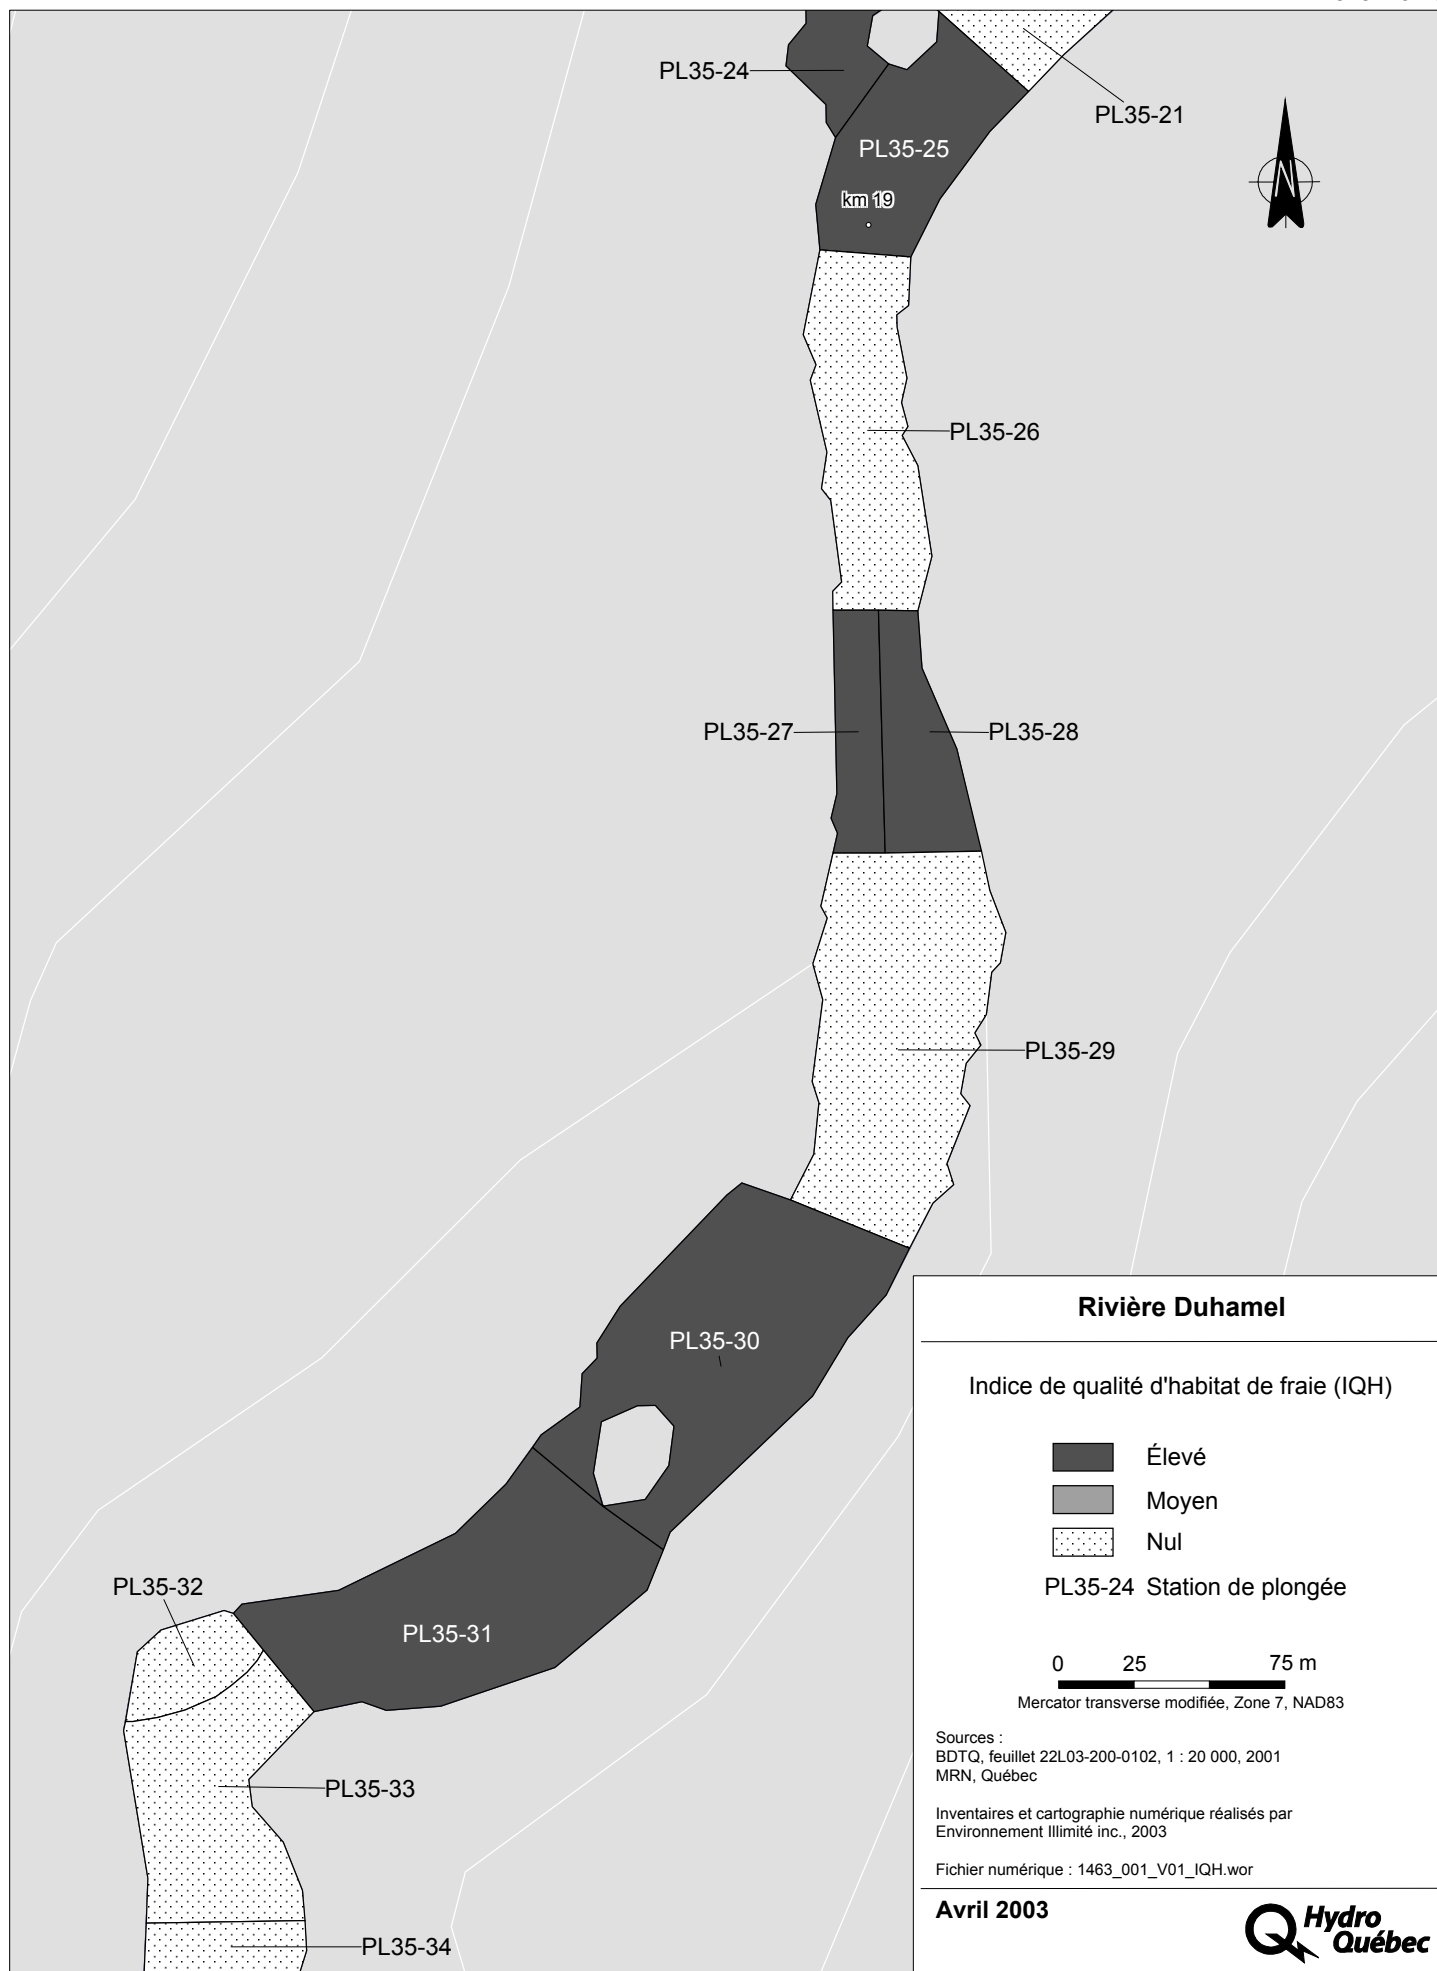 PL35-24
PL35-21
PL35-25
km 19
N
PL35-26
PL35-27
PL35-28
PL35-29
PL35-30
PL35-32
PL35-31
PL35-33
PL35-34
Rivière Duhamel
Indice de qualité d'habitat de fraie (IQH)
Élevé
Moyen
Nul
PL35-24 Station de plongée
0 25 75 m
Mercator transverse modifiée, Zone 7, NAD83
Sources :
BDTQ, feuillet 22L03-200-0102, 1 : 20 000, 2001
MRN, Québec
Inventaires et cartographie numérique réalisés par
Environnement Illimité inc., 2003
Fichier numérique : 1463_001_V01_IQH.wor
Avril 2003
Hydro
Québec